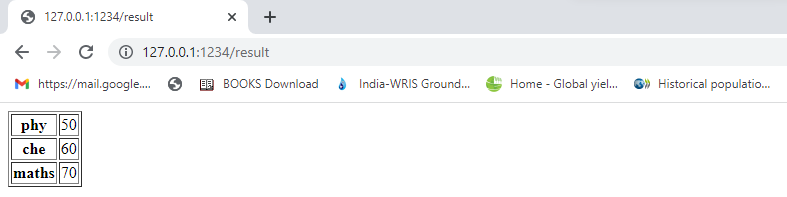 127.0.0.1:1234/result
127.0.0.1:1234/result
https://mail.google.... BOOKS Download India-WRIS Ground... Home - Global yiel... Historical populatio...
phy 50
che 60
maths 70